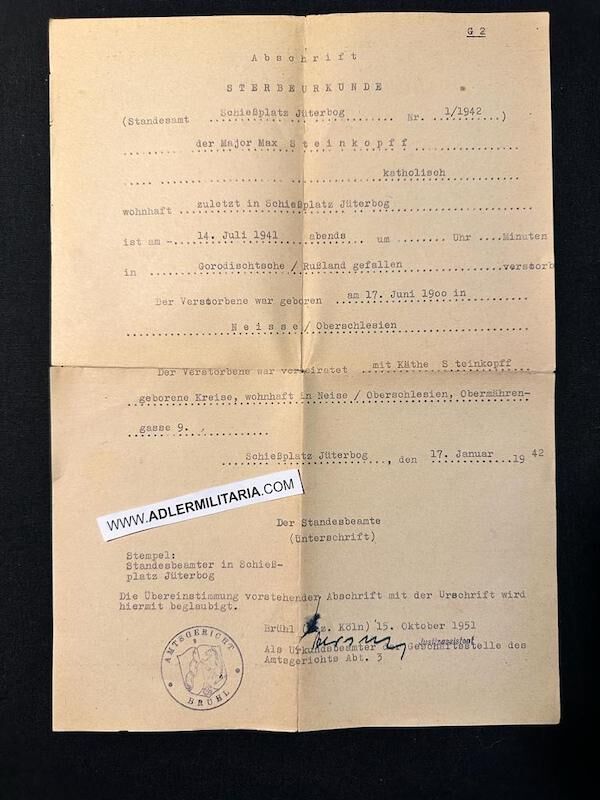 G 2
Abschrift
STERBEURKUNDE
(Standesamt Schießplatz Jüterbog Nr. 1/1942)
der Major Max Steinkopff
katholisch
wohnhaft zuletzt in Schießplatz Jüterbog
ist am - 14. Juli 1941 abends um Uhr Minuten
in Gorodischtsche / Rußland gefallen verstorb
Der Verstorbene war geboren am 17. Juni 1900 in
Neisse / Oberschlesien
Der Verstorbene war verheiratet mit Käthe Steinkopff
geborene Kreise, wohnhaft in Neise / Oberschlesien, Obermähren-
gasse 9.
Schießplatz Jüterbog, den 17. Januar 19 42
WWW.ADLERMILITARIA.COM
Der Standesbeamte
(Unterschrift)
Stempel:
Standesbeamter in Schieß-
platz Jüterbog
Die Übereinstimmung vorstehender Abschrift mit der Urschrift wird
hiermit beglaubigt.
Brühl (Bz. Köln) 15. Oktober 1951
Justizassistent
Als Urkundsbeamter der Geschäftsstelle des
Amtsgerichts Abt. 3
AMTSGERICHT
BRÜHL